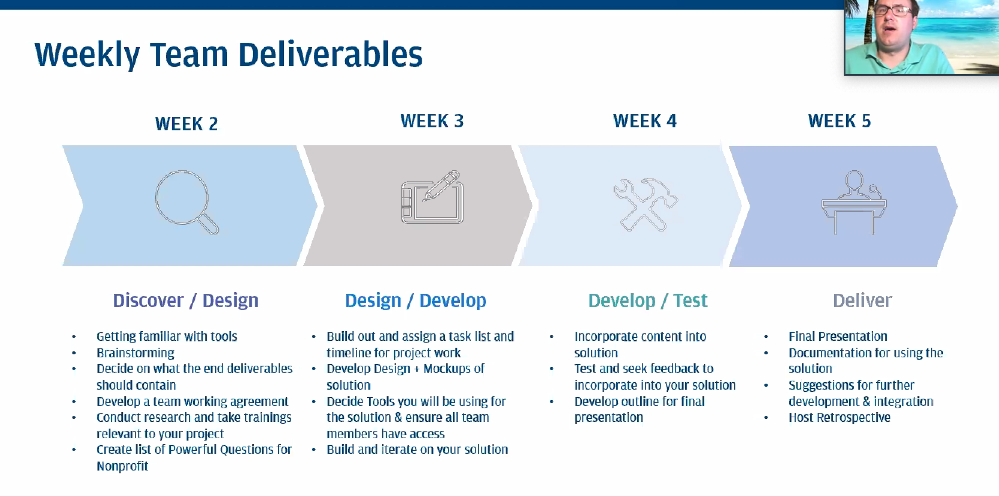 Weekly Team Deliverables
WEEK 2
WEEK 3
WEEK 4
WEEK 5
Discover / Design
• Getting familiar with tools
• Brainstorming
• Decide on what the end deliverables
should contain
• Develop a team working agreement
• Conduct research and take trainings
relevant to your project
• Create list of Powerful Questions for
Nonprofit
Design / Develop
• Build out and assign a task list and
timeline for project work
• Develop Design + Mockups of
solution
• Decide Tools you will be using for
the solution & ensure all team
members have access
• Build and iterate on your solution
Develop / Test
• Incorporate content into
solution
• Test and seek feedback to
incorporate into your solution
• Develop outline for final
presentation
Deliver
• Final Presentation
• Documentation for using the
solution
• Suggestions for further
development & integration
• Host Retrospective